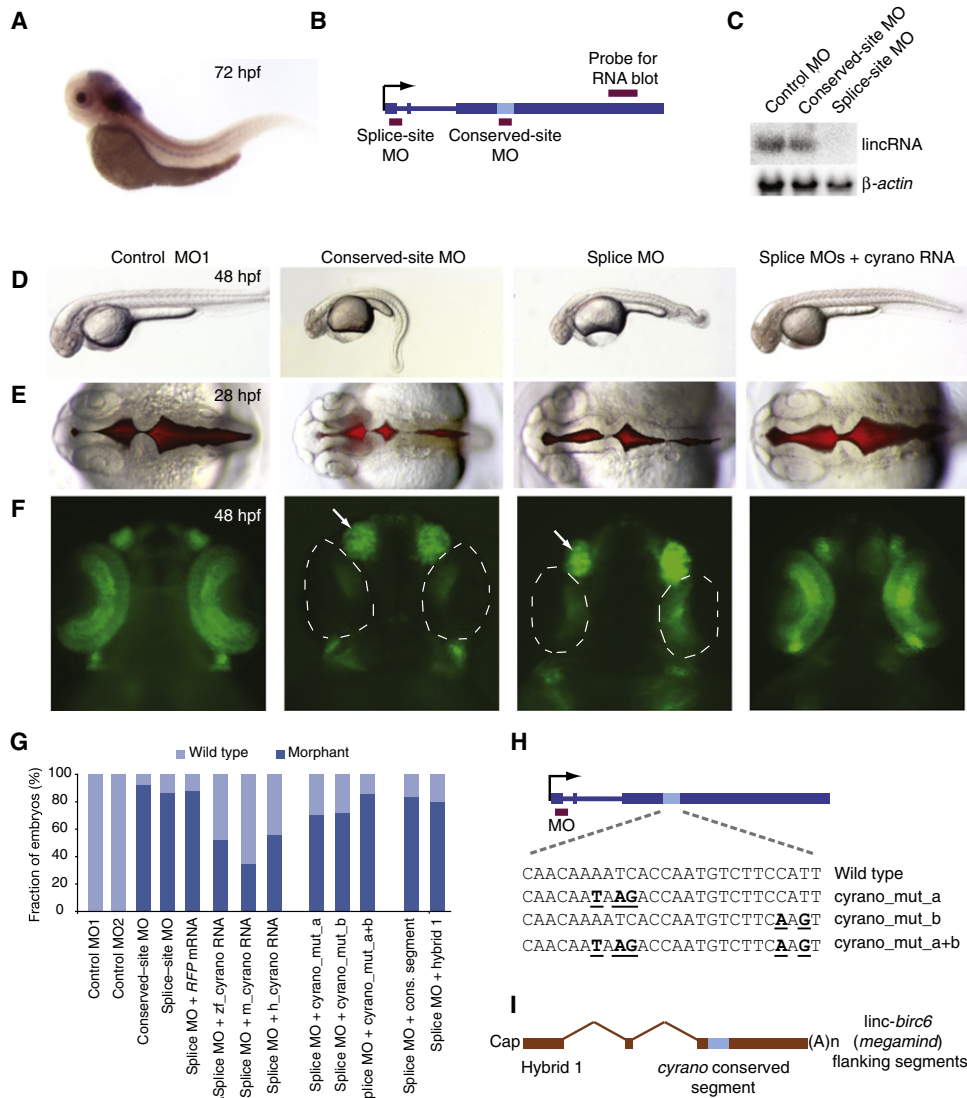 A
72 hpf
B
Probe for
RNA blot
Splice-site
MO
Conserved-site
MO
C
Control MO
Conserved-site MO
Splice-site MO
lincRNA
β-actin
Control MO1
Conserved-site MO
Splice MO
Splice MOs + cyrano RNA
D
48 hpf
E
28 hpf
F
48 hpf
G
Wild type
Morphant
Fraction of embryos (%)
100
80
60
40
20
0
Control MO1
Control MO2
Conserved–site MO
Splice–site MO
Splice MO + RFP mRNA
Splice MO + zf_cyrano RNA
Splice MO + m_cyrano RNA
Splice MO + h_cyrano RNA
Splice MO + cyrano_mut_a
Splice MO + cyrano_mut_b
Splice MO + cyrano_mut_a+b
Splice MO + cons. segment
Splice MO + hybrid 1
H
MO
CAACAAAATCACCAATGTCTTCCATT Wild type
CAACAATAAGACCAATGTCTTCCATT cyrano_mut_a
CAACAAAATCACCAATGTCTTCAAGT cyrano_mut_b
CAACAATAAGACCAATGTCTTCAAGT cyrano_mut_a+b
I
Cap
(A)n
Hybrid 1
cyrano conserved
segment
linc-birc6
(megamind)
flanking segments